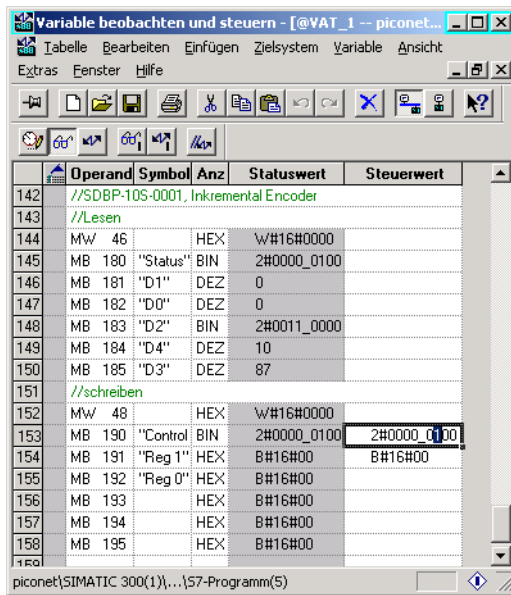 Variable beobachten und steuern - [@VAT_1 -- piconet...
Tabelle Bearbeiten Einfügen Zielsystem Variable Ansicht
Extras Fenster Hilfe
Operand Symbol Anz Statuswert Steuerwert
142 //SDBP-10S-0001, Inkremental Encoder
143 //Lesen
144 MW 46 HEX W#16#0000
145 MB 180 "Status" BIN 2#0000_0100
146 MB 181 "D1" DEZ 0
147 MB 182 "D0" DEZ 0
148 MB 183 "D2" BIN 2#0011_0000
149 MB 184 "D4" DEZ 10
150 MB 185 "D3" DEZ 87
151 //schreiben
152 MW 48 HEX W#16#0000
153 MB 190 "Control BIN 2#0000_0100 2#0000_0100
154 MB 191 "Reg 1" HEX B#16#00 B#16#00
155 MB 192 "Reg 0" HEX B#16#00
156 MB 193 HEX B#16#00
157 MB 194 HEX B#16#00
158 MB 195 HEX B#16#00
159
piconet\SIMATIC 300(1)\...\S7-Programm(5)